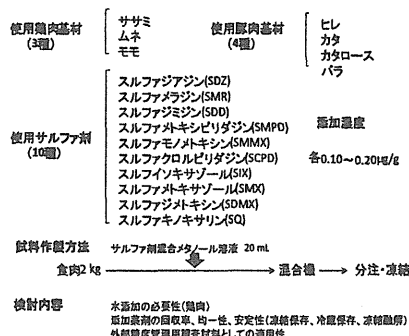 使用鶏肉基材
(3種)
ササミ
ムネ
モモ
使用豚肉基材
(4種)
ヒレ
カタ
カタロース
バラ
使用サルファ剤
(10種)
スルファジアジン(SDZ)
スルファメラジン(SMR)
スルファジミジン(SDD)
スルファメトキシピリダジン(SMPD)
スルファモノメトキシン(SMMX)
スルファクロルピリダジン(SCPD)
スルフイソキサゾール(SIX)
スルファメトキサゾール(SMX)
スルファジメトキシン(SDMX)
スルファキノキサリン(SQ)
添加濃度
各0.10~0.20μg/g
試料作製方法
サルファ剤混合メタノール溶液 20 mL
食肉2 kg
混合機
分注・凍結
検討内容
水添加の必要性(鶏肉)
添加薬剤の回収率、均一性、安定性(凍結保存、冷蔵保存、凍結融解)
外部精度管理用調査試料としての適用性